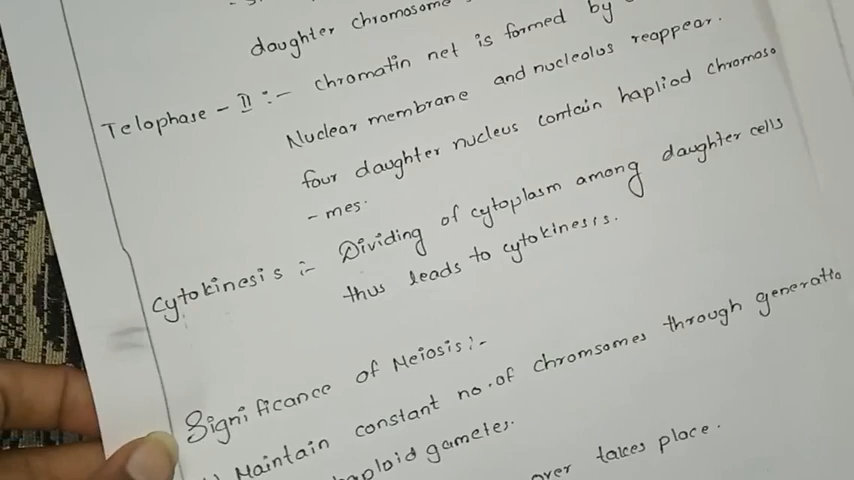 daughter chromosome
Telophase - II :- chromatin net is formed by
Nuclear membrane and nucleolus reappear.
four daughter nucleus contain hapliod chromoso
- mes.
Cytokinesis :- Dividing of cytoplasm among daughter cells
thus leads to cytokinesis.
Significance of Meiosis :-
Maintain constant no. of chromsomes through generatio
haploid gametes.
over takes place.